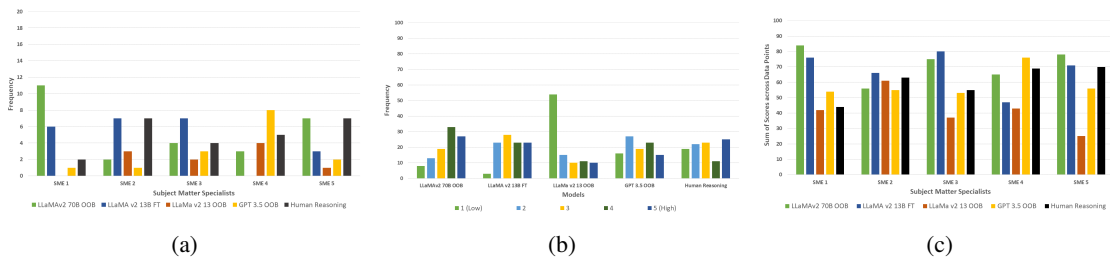 20
18
16
14
12
10
8
6
4
2
0
Frequency
SME 1
SME 2
SME 3
SME 4
SME 5
Subject Matter Specialists
LLaMAv2 70B OOB
LLaMA v2 13B FT
LLaMa v2 13 OOB
GPT 3.5 OOB
Human Reasoning
(a)
100
90
80
70
60
50
40
30
20
10
0
Frequency
LLaMAv2 70B OOB
LLaMA v2 13B FT
LLaMa v2 13 OOB
GPT 3.5 OOB
Human Reasoning
Models
1 (Low)
2
3
4
5 (High)
(b)
100
90
80
70
60
50
40
30
20
10
0
Sum of Scores across Data Points
SME 1
SME 2
SME 3
SME 4
SME 5
Subject Matter Specialists
LLaMAv2 70B OOB
LLaMA v2 13B FT
LLaMa v2 13 OOB
GPT 3.5 OOB
Human Reasoning
(c)